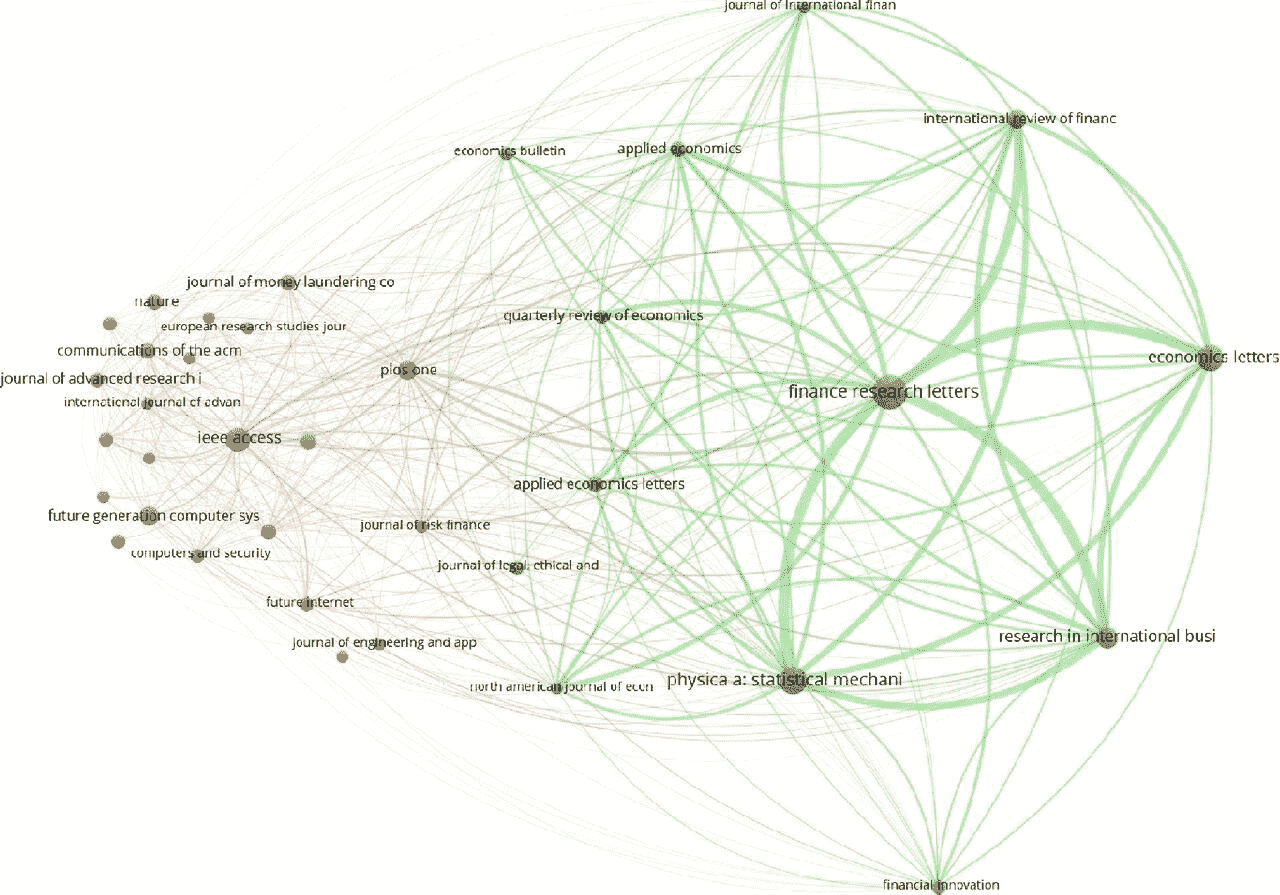 journal of international finan
international review of financ
economics bulletin
applied economics
journal of money laundering co
nature
quarterly review of economics
european research studies jour
communications of the acm
economics letters
plos one
journal of advanced research i
finance research letters
international journal of advan
ieee access
applied economics letters
future generation computer sys
journal of risk finance
computers and security
journal of legal, ethical and
future internet
research in international busi
journal of engineering and app
physica a: statistical mechani
north american journal of econ
financial innovation